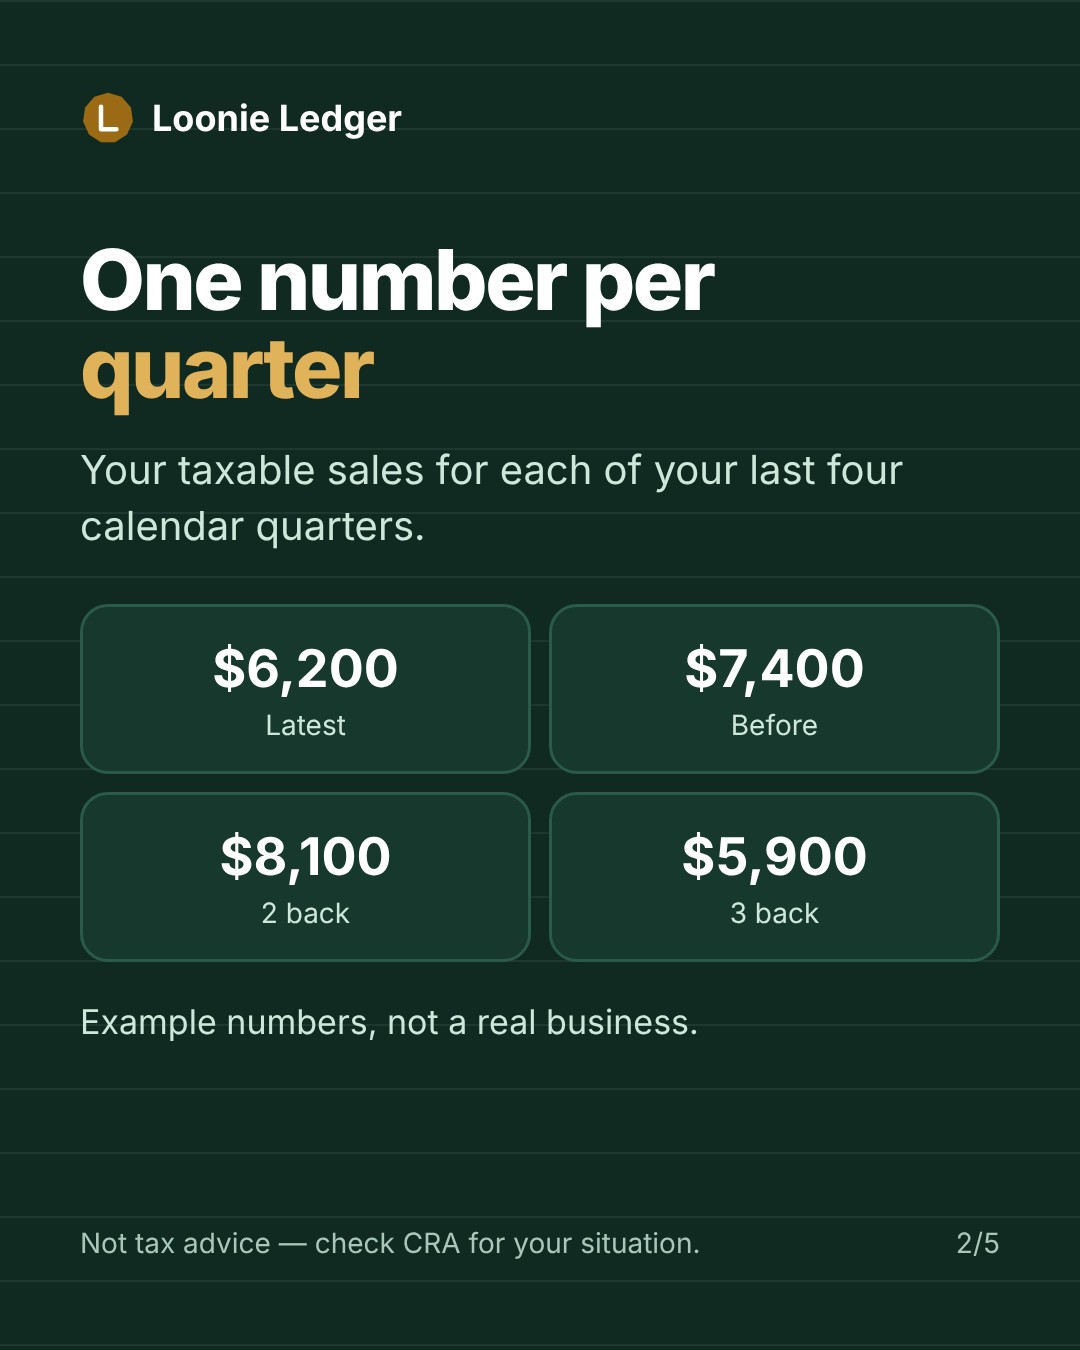 L
Loonie Ledger
One number per
quarter
Your taxable sales for each of your last four
calendar quarters.
$6,200
Latest
$7,400
Before
$8,100
2 back
$5,900
3 back
Example numbers, not a real business.
Not tax advice — check CRA for your situation.
2/5